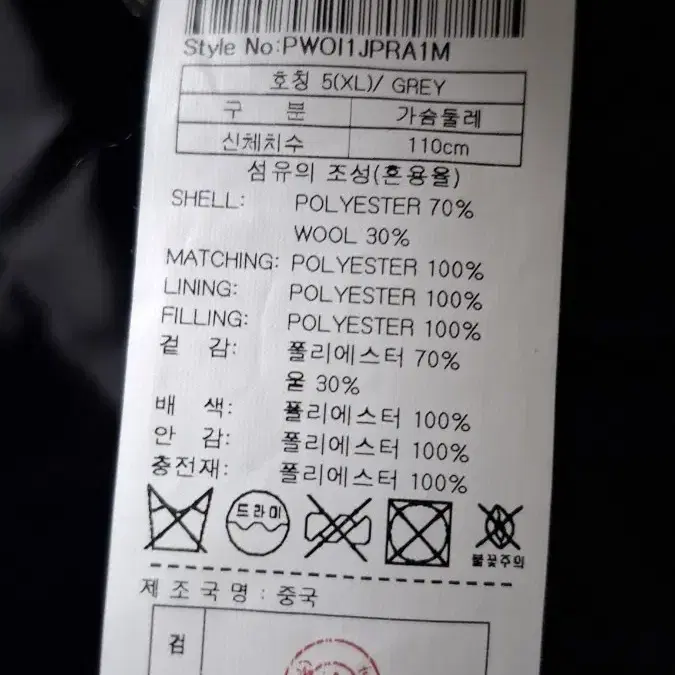 Style No:PWOI1JPRA1M
호칭 5(XL)/ GREY
구 분 가슴둘레
신체치수 110cm
섬유의 조성(혼용율)
SHELL: POLYESTER 70%
WOOL 30%
MATCHING: POLYESTER 100%
LINING: POLYESTER 100%
FILLING: POLYESTER 100%
겉 감: 폴리에스터 70%
울 30%
배 색: 폴리에스터 100%
안 감: 폴리에스터 100%
충전재: 폴리에스터 100%
드라이
불꽃주의
제 조 국 명 : 중국
검